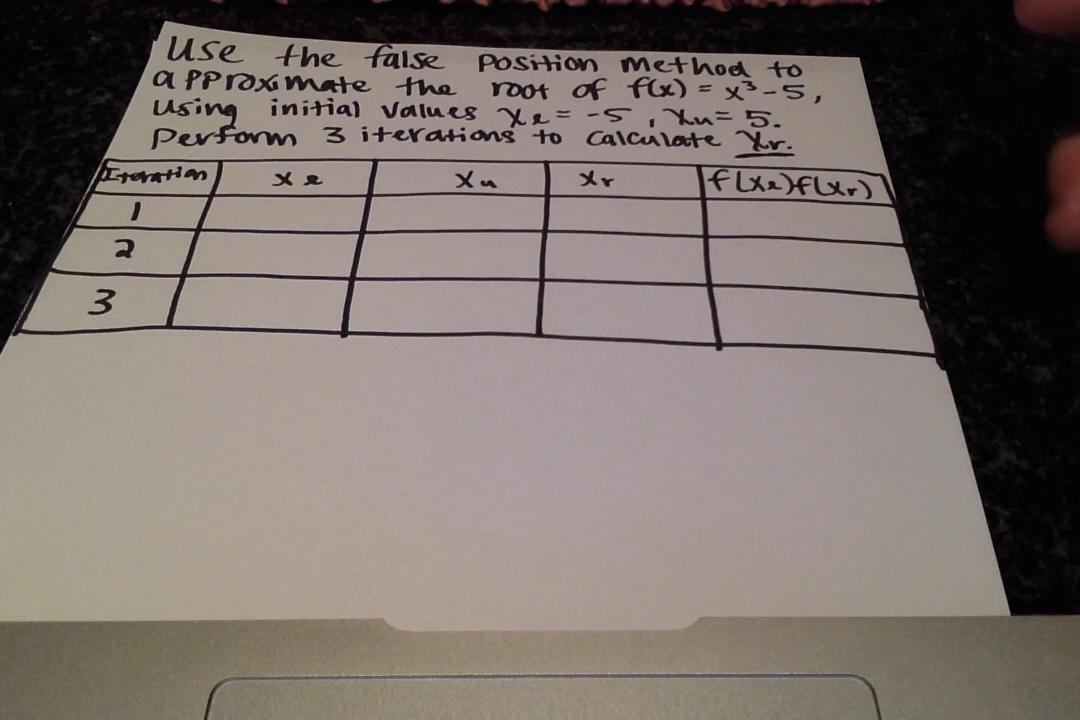 Use the false position method to
approximate the root of f(x) = x³-5,
using initial values xℓ = -5, xu = 5.
Perform 3 iterations to calculate xr.
Iteration xℓ xu xr f(xℓ)f(xr)
1
2
3